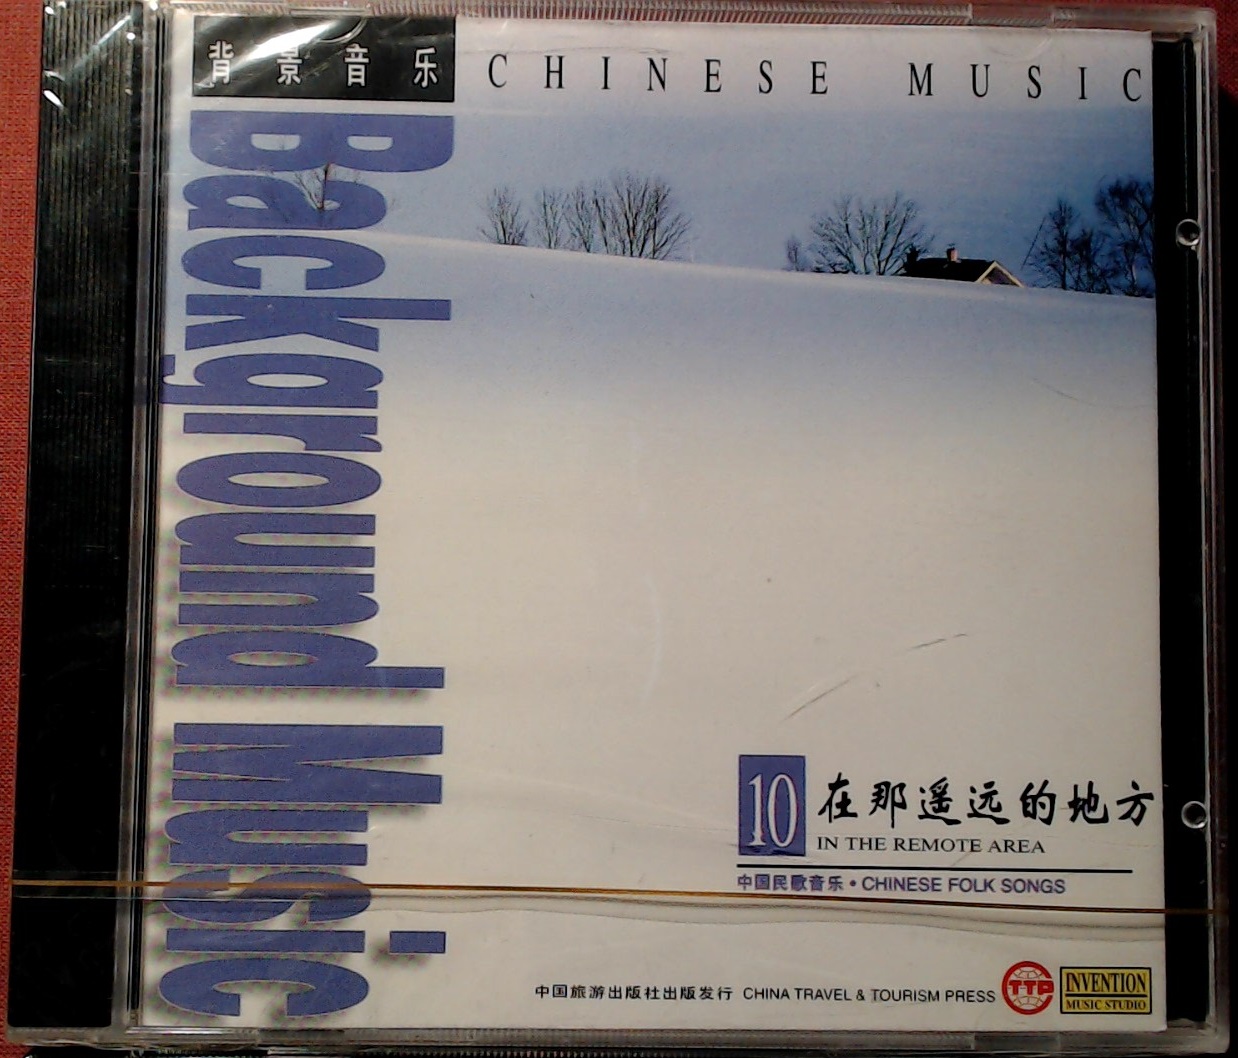 背景音乐
CHINESE MUSIC
Background Music
10
在那遥远的地方
IN THE REMOTE AREA
中国民歌音乐·CHINESE FOLK SONGS
中国旅游出版社出版发行 CHINA TRAVEL & TOURISM PRESS
TTP
INVENTION
MUSIC STUDIO